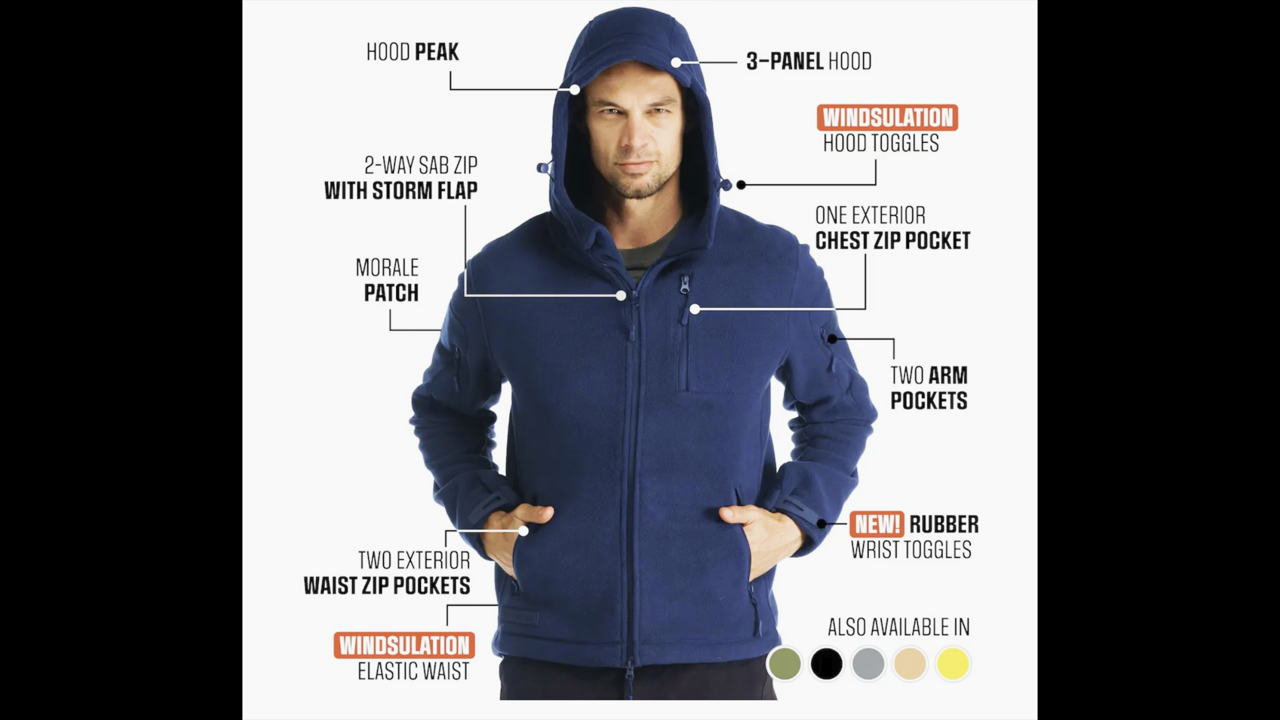 HOOD PEAK
3-PANEL HOOD
WINDSULATION
HOOD TOGGLES
2-WAY SAB ZIP
WITH STORM FLAP
ONE EXTERIOR
CHEST ZIP POCKET
MORALE
PATCH
TWO ARM
POCKETS
NEW! RUBBER
WRIST TOGGLES
TWO EXTERIOR
WAIST ZIP POCKETS
WINDSULATION
ELASTIC WAIST
ALSO AVAILABLE IN